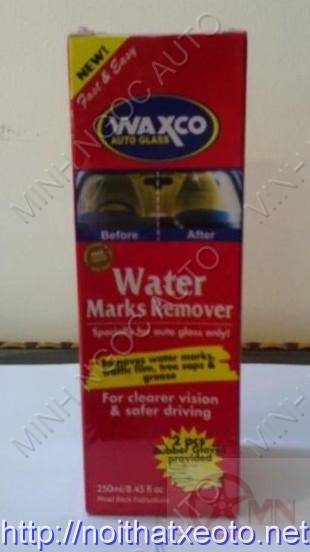 NEW!
Fast & Easy
WAXCO
AUTO GLASS
Before
After
Water
Marks Remover
Specially for auto glass only!
Removes water marks,
traffic film, tree saps &
grease
For clearer vision
& safer driving
2 pcs
Rubber Gloves
provided
250ml/8.45 fl oz
Read Back Instructions
MINH NGOC AUTO
MN
http://noithatxeoto.net.vn/